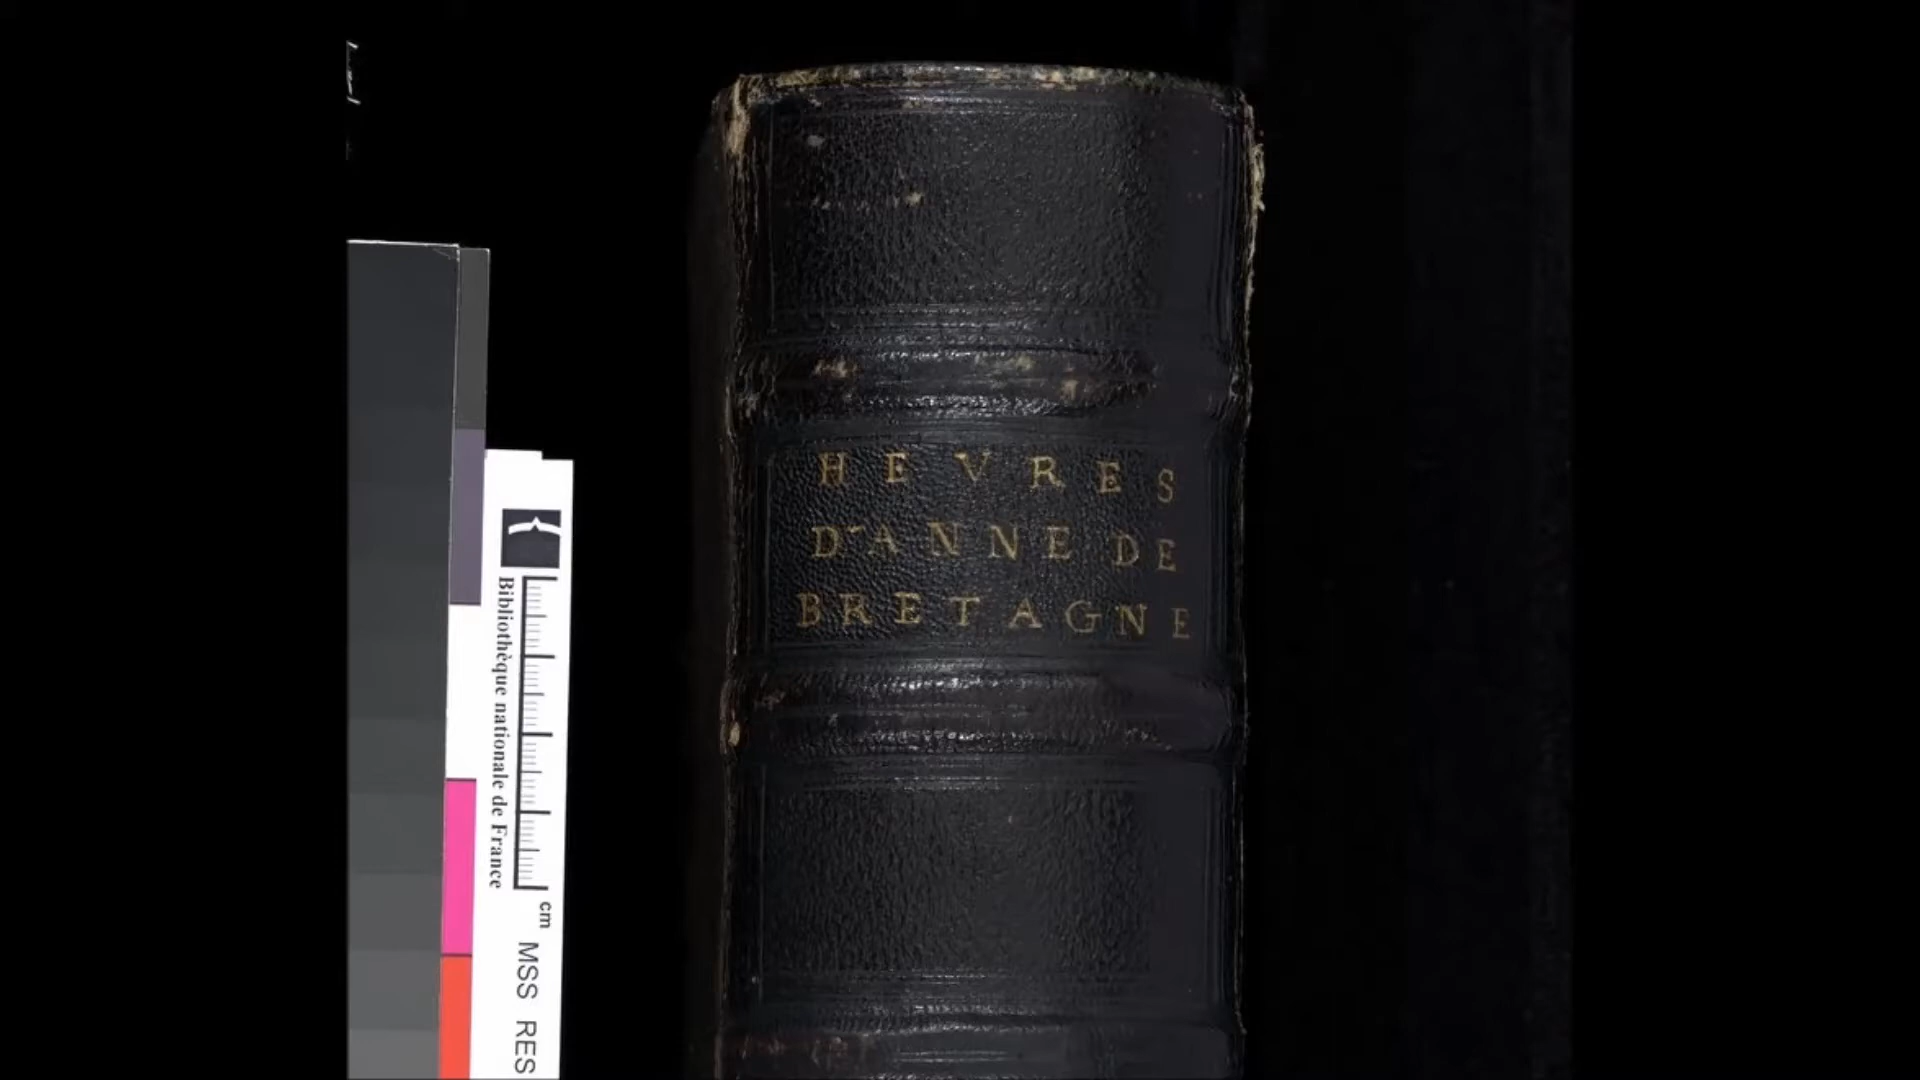 HEVRES
D'ANNE DE
BRETAGNE
Bibliothèque nationale de France
cm
MSS RES